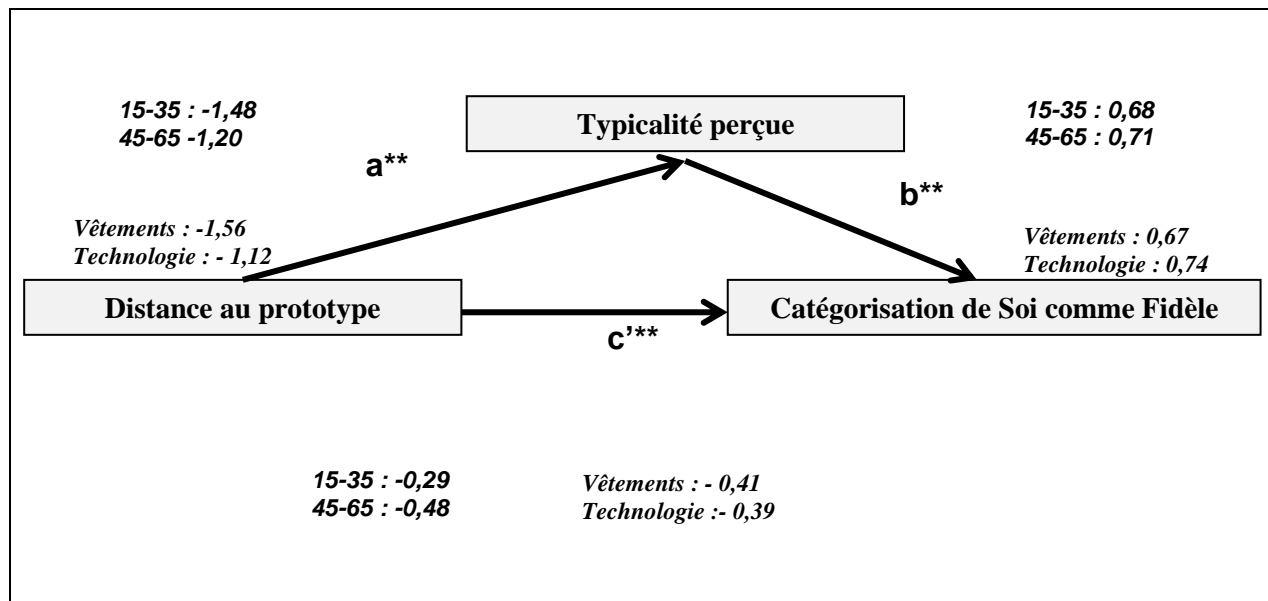 15-35 : -1,48
45-65 -1,20
Typicalité perçue
15-35 : 0,68
45-65 : 0,71
a**
b**
Vêtements : -1,56
Technologie : - 1,12
Vêtements : 0,67
Technologie : 0,74
Distance au prototype
Catégorisation de Soi comme Fidèle
c’**
15-35 : -0,29
45-65 : -0,48
Vêtements : - 0,41
Technologie :- 0,39